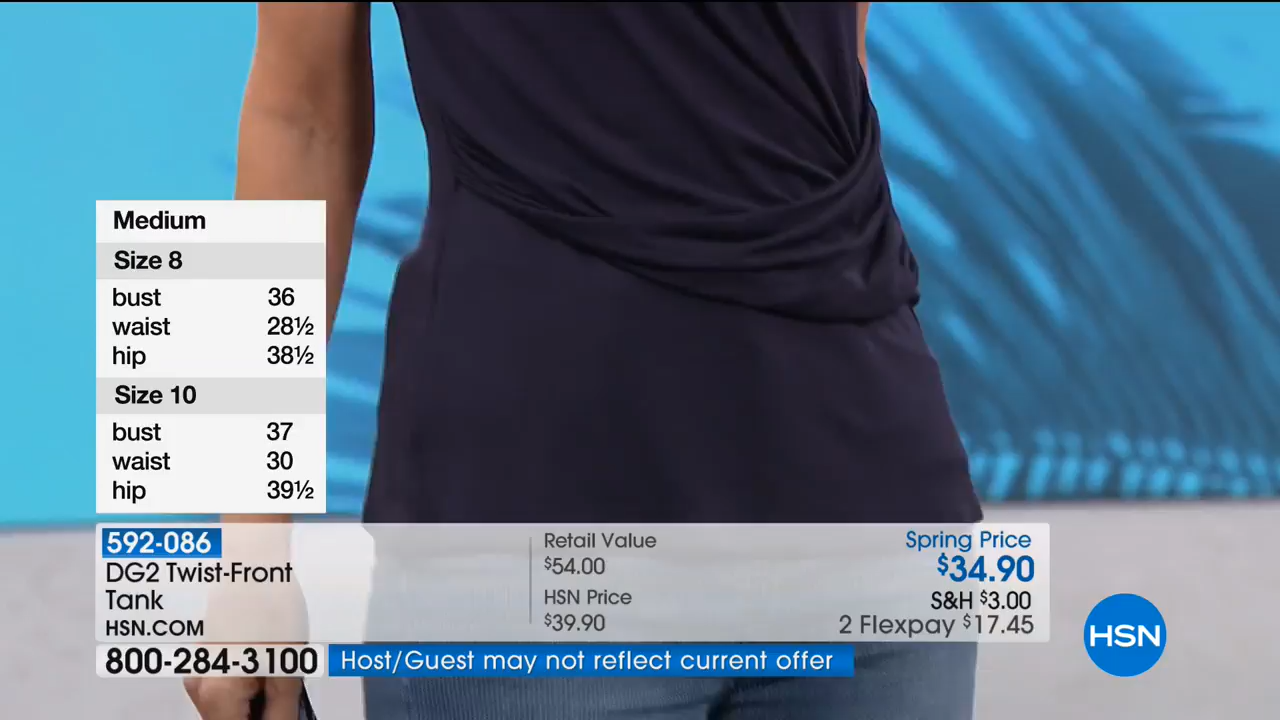 Medium
Size 8
bust 36
waist 28½
hip 38½
Size 10
bust 37
waist 30
hip 39½
592-086
DG2 Twist-Front
Tank
HSN.COM
Retail Value
$54.00
HSN Price
$39.90
Spring Price
$34.90
S&H $3.00
2 Flexpay $17.45
800-284-3100
Host/Guest may not reflect current offer
HSN